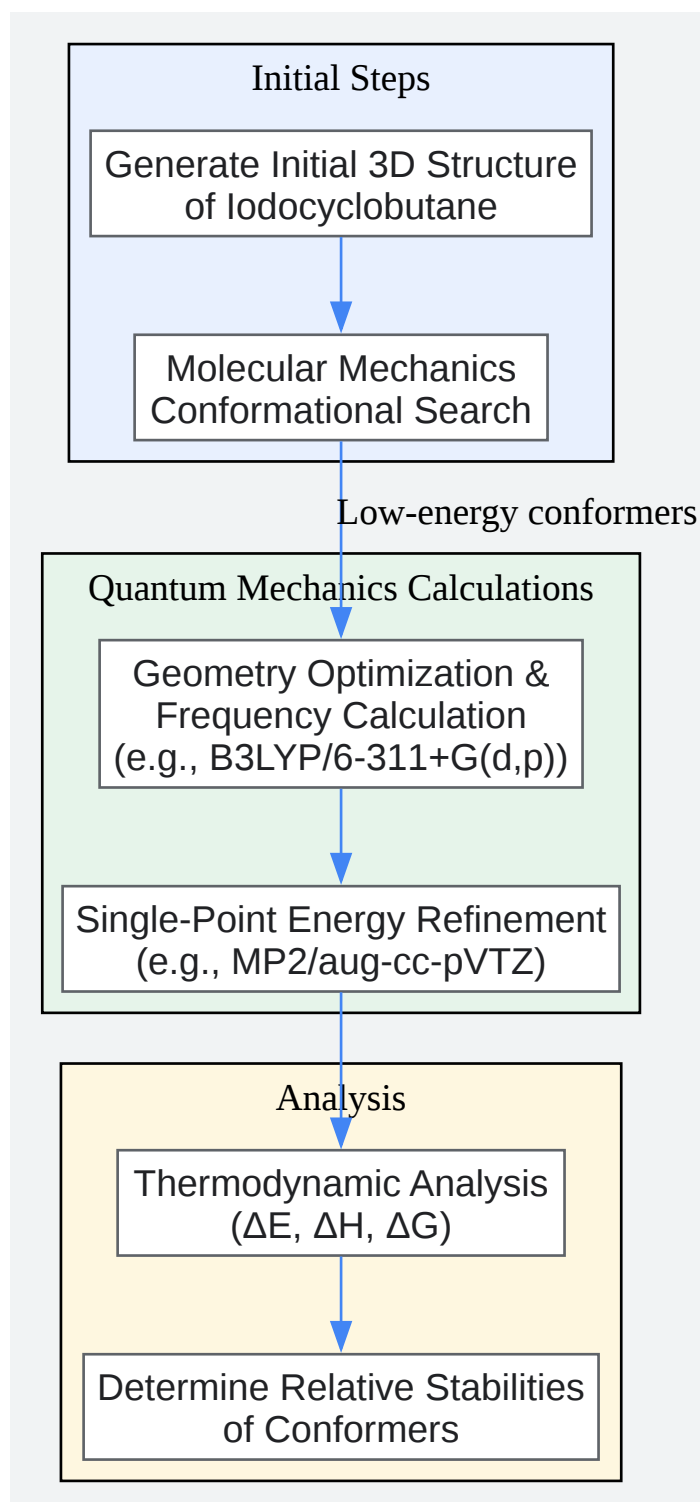 Initial Steps
Generate Initial 3D Structure
of Iodocyclobutane
Molecular Mechanics
Conformational Search
Low-energy conformers
Quantum Mechanics Calculations
Geometry Optimization &
Frequency Calculation
(e.g., B3LYP/6-311+G(d,p))
Single-Point Energy Refinement
(e.g., MP2/aug-cc-pVTZ)
Analysis
Thermodynamic Analysis
(ΔE, ΔH, ΔG)
Determine Relative Stabilities
of Conformers